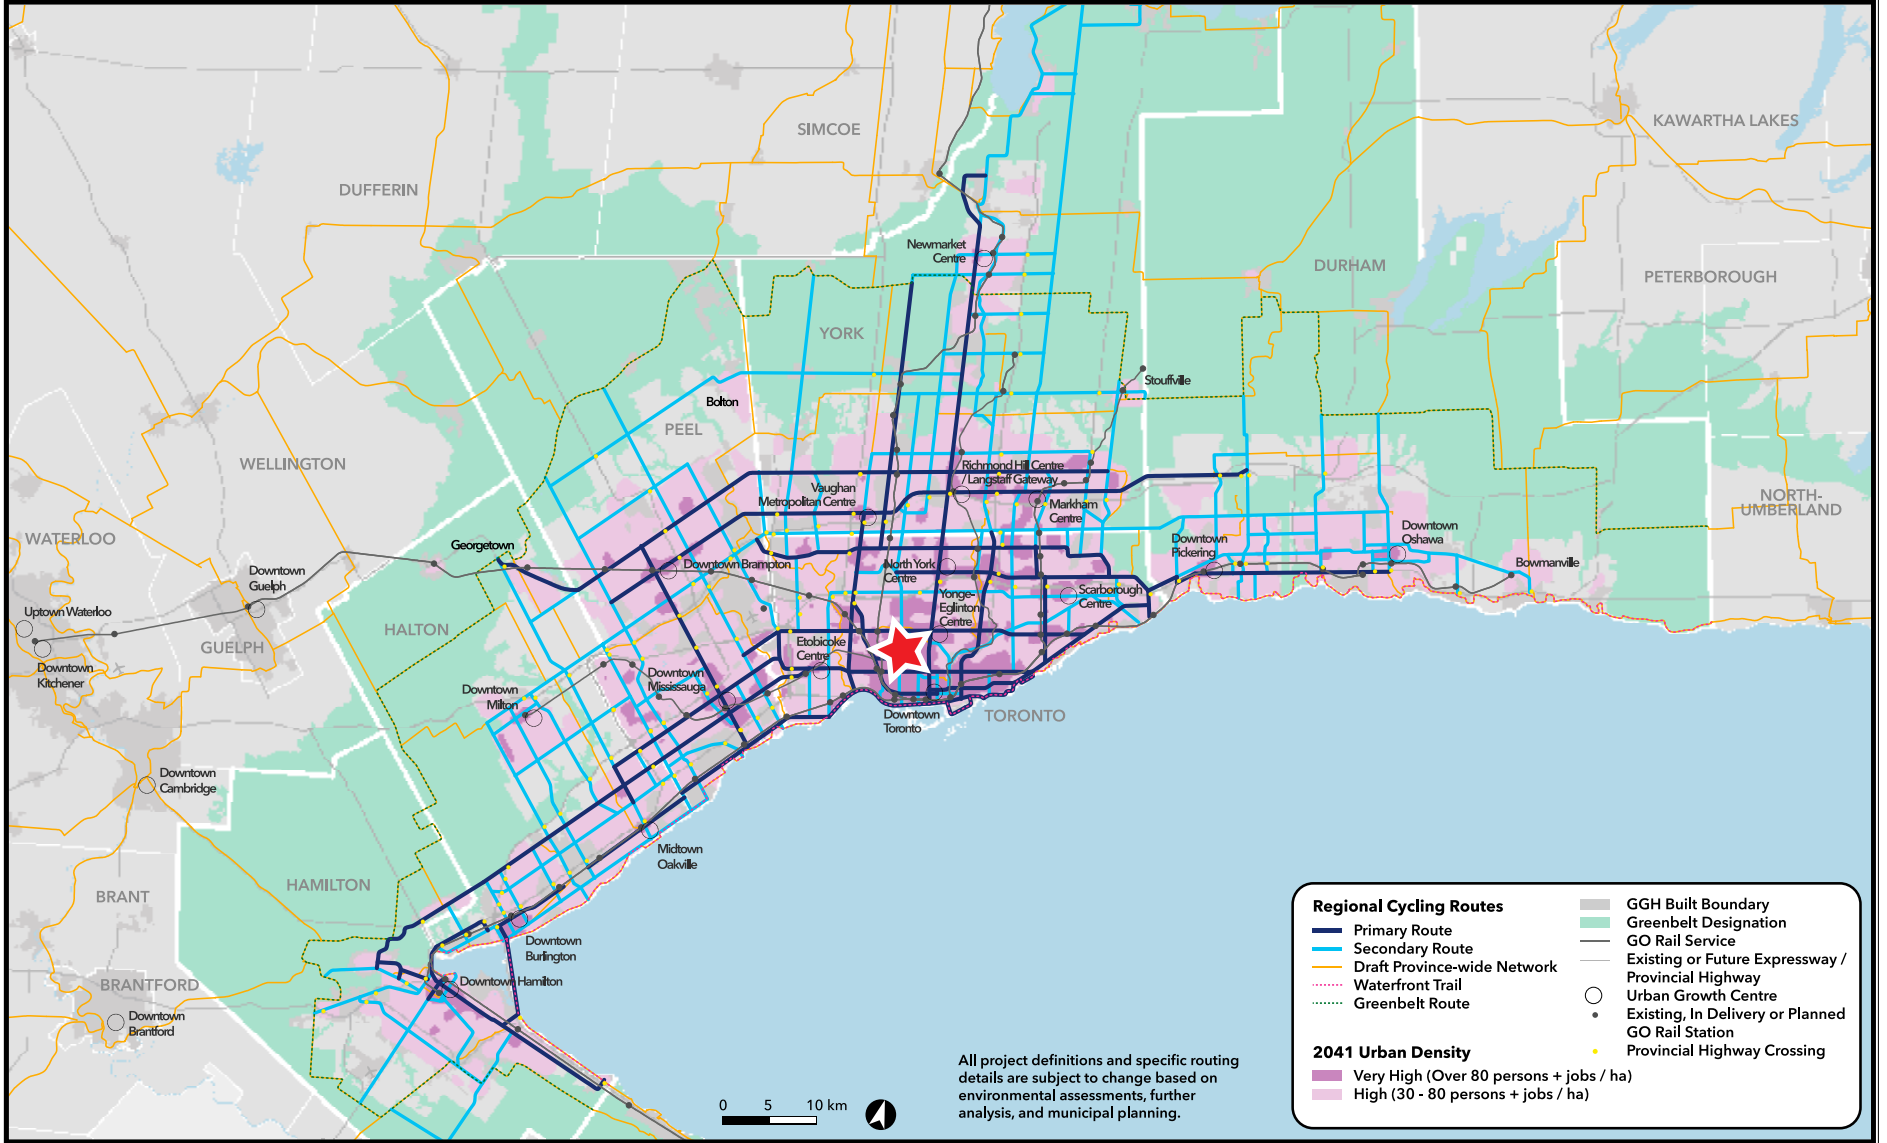 SIMCOE
KAWARTHA LAKES
DUFFERIN
Newmarket
Centre
DURHAM
PETERBOROUGH
YORK
Stouffville
Bolton
PEEL
WELLINGTON
Richmond Hill Centre
/ Langstaff Gateway
Vaughan
Metropolitan Centre
Markham
Centre
NORTH-
UMBERLAND
WATERLOO
Georgetown
Downtown
Pickering
Downtown
Oshawa
Downtown
Guelph
Downtown Brampton
North York
Centre
Bowmanville
Uptown Waterloo
Yonge-
Eglinton
Centre
Scarborough
Centre
HALTON
GUELPH
Etobicoke
Centre
Downtown
Kitchener
Downtown
Mississauga
Downtown
Milton
Downtown
Toronto
TORONTO
Downtown
Cambridge
Midtown
Oakville
HAMILTON
BRANT
Downtown
Burlington
BRANTFORD
Downtown Hamilton
Downtown
Brantford
0 5 10 km
All project definitions and specific routing
details are subject to change based on
environmental assessments, further
analysis, and municipal planning.
Regional Cycling Routes
Primary Route
Secondary Route
Draft Province-wide Network
Waterfront Trail
Greenbelt Route
2041 Urban Density
Very High (Over 80 persons + jobs / ha)
High (30 - 80 persons + jobs / ha)
GGH Built Boundary
Greenbelt Designation
GO Rail Service
Existing or Future Expressway /
Provincial Highway
Urban Growth Centre
Existing, In Delivery or Planned
GO Rail Station
Provincial Highway Crossing